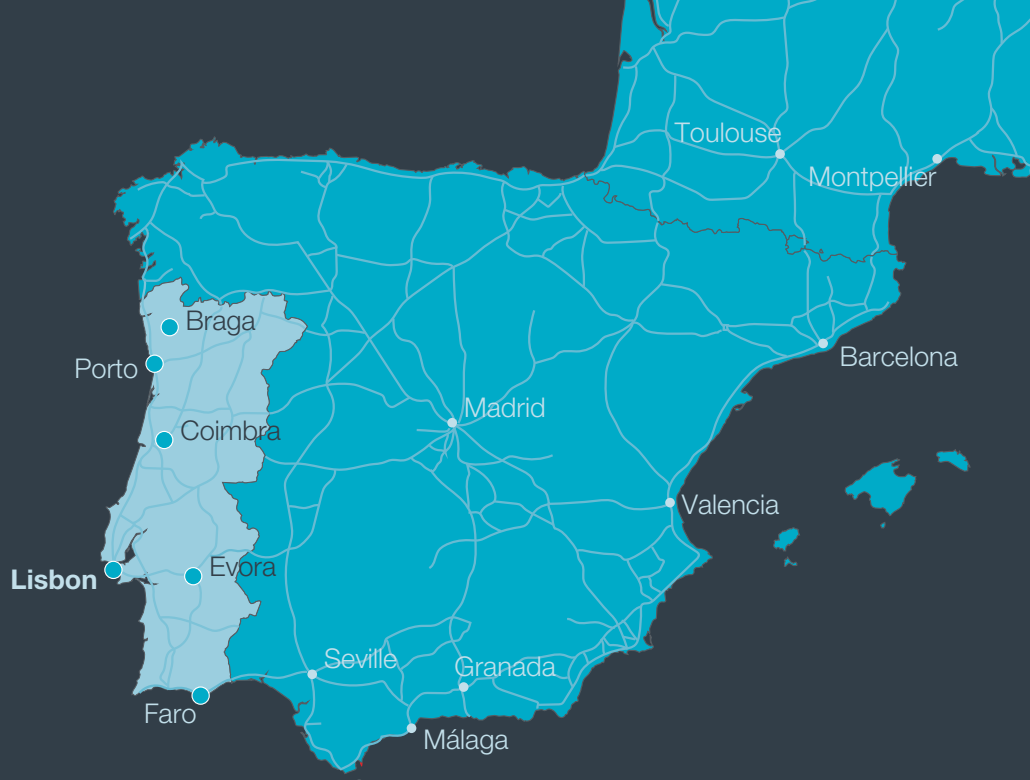 Toulouse
Montpellier
Braga
Porto
Barcelona
Madrid
Coimbra
Valencia
Evora
Lisbon
Seville
Granada
Faro
Málaga